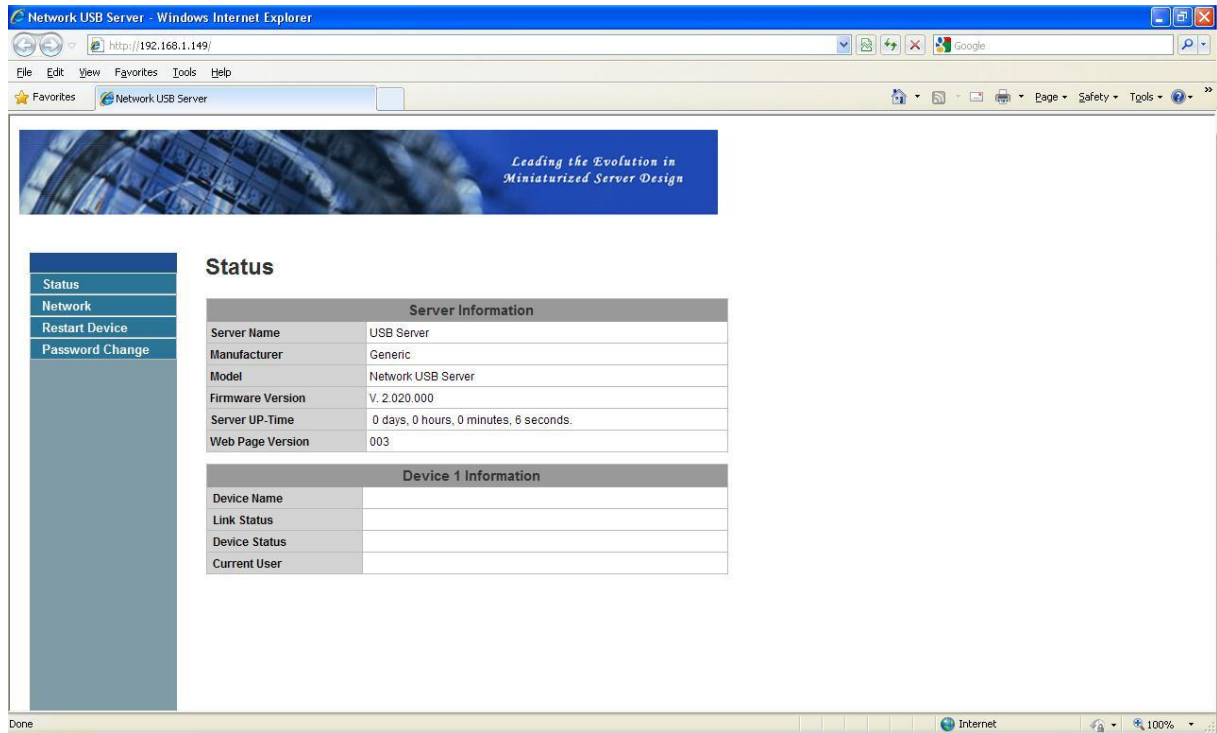 Network USB Server - Windows Internet Explorer
http://192.168.1.149/
Google
File Edit View Favorites Tools Help
Favorites Network USB Server Page Safety Tools
Leading the Evolution in
Miniaturized Server Design
Status
Network
Restart Device
Password Change
Status
Server Information
Server Name USB Server
Manufacturer Generic
Model Network USB Server
Firmware Version V. 2.020.000
Server UP-Time 0 days, 0 hours, 0 minutes, 6 seconds.
Web Page Version 003
Device 1 Information
Device Name
Link Status
Device Status
Current User
Done Internet 100%